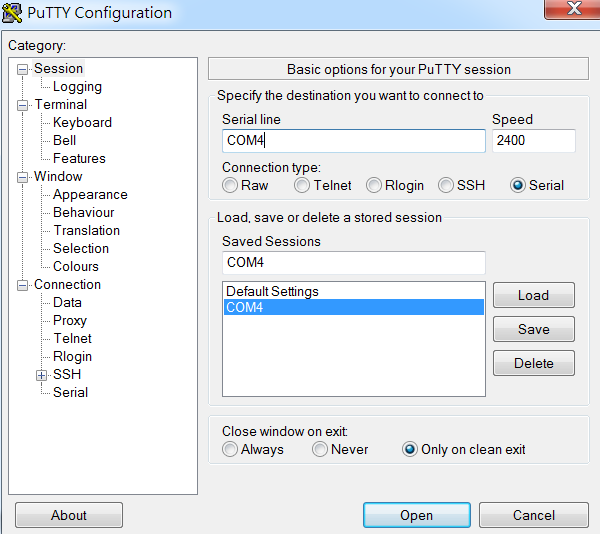 PuTTY Configuration
Category:
Session
Logging
Terminal
Keyboard
Bell
Features
Window
Appearance
Behaviour
Translation
Selection
Colours
Connection
Data
Proxy
Telnet
Rlogin
SSH
Serial
Basic options for your PuTTY session
Specify the destination you want to connect to
Serial line Speed
COM4 2400
Connection type:
Raw Telnet Rlogin SSH Serial
Load, save or delete a stored session
Saved Sessions
COM4
Default Settings
COM4
Load
Save
Delete
Close window on exit:
Always Never Only on clean exit
About Open Cancel